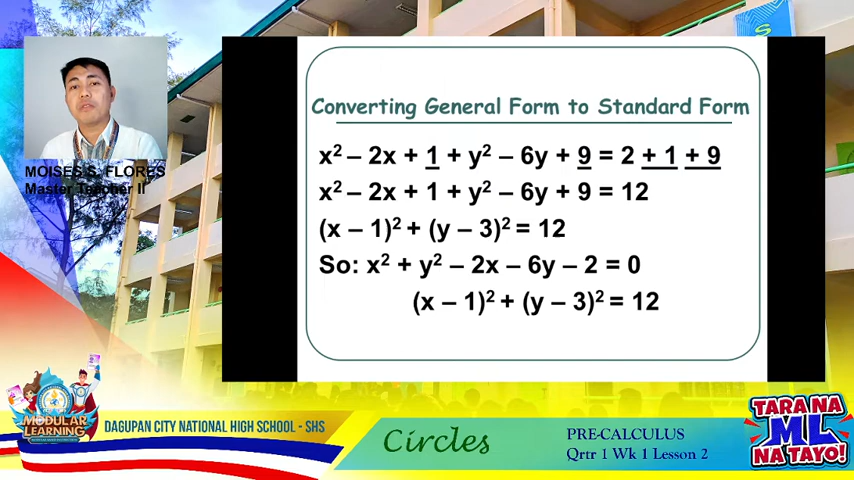 Converting General Form to Standard Form
x² – 2x + 1 + y² – 6y + 9 = 2 + 1 + 9
x² – 2x + 1 + y² – 6y + 9 = 12
(x – 1)² + (y – 3)² = 12
So: x² + y² – 2x – 6y – 2 = 0
(x – 1)² + (y – 3)² = 12
MOISES S. FLORES
Master Teacher II
MODULAR
LEARNING
DAGUPAN CITY NATIONAL HIGH SCHOOL - SHS
Circles
PRE-CALCULUS
Qrtr 1 Wk 1 Lesson 2
TARA NA
ML
NA TAYO!